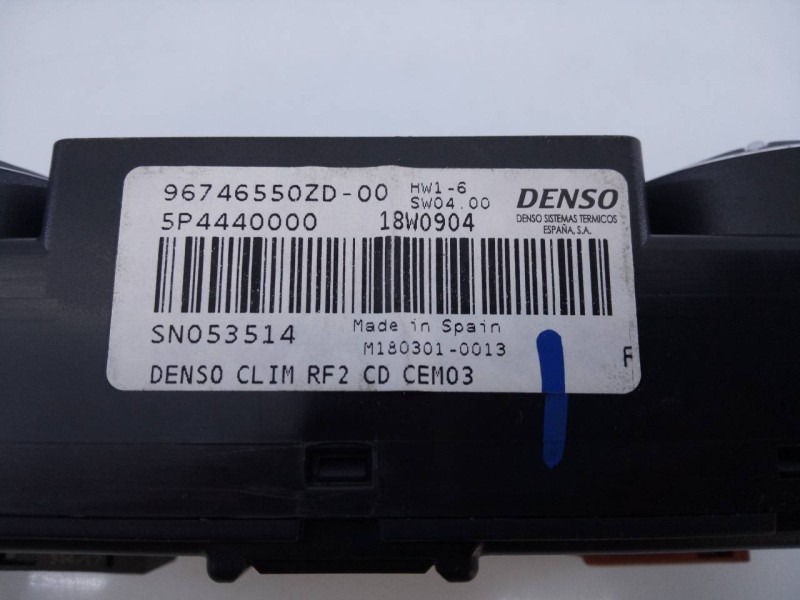 96746550ZD-00 HW1-6
SW04.00
DENSO
DENSO SISTEMAS TERMICOS
ESPAÑA, S.A.
5P4440000 18W0904
SN053514
Made in Spain
M180301-0013
F
DENSO CLIM RF2 CD CEM03